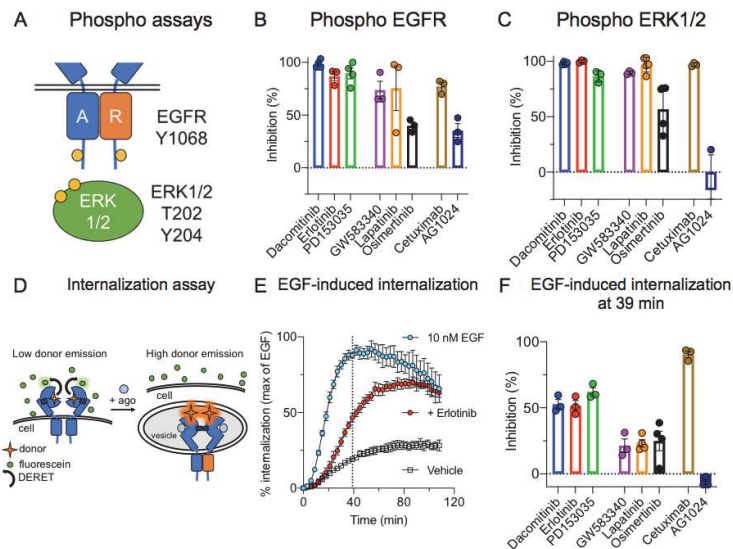 A Phospho assays
A R
EGFR
Y1068
ERK
1/2
ERK1/2
T202
Y204
B Phospho EGFR
Inhibition (%)
100
50
0
Dacomitinib
Erlotinib
PD153035
GW583340
Lapatinib
Osimertinib
Cetuximab
AG1024
C Phospho ERK1/2
Inhibition (%)
100
50
0
Dacomitinib
Erlotinib
PD153035
GW583340
Lapatinib
Osimertinib
Cetuximab
AG1024
D Internalization assay
Low donor emission
High donor emission
+ ago
cell
cell
vesicle
donor
fluorescein
DERET
E EGF-induced internalization
% internalization (max of EGF)
100
50
0
10 nM EGF
+ Erlotinib
Vehicle
0 40 80 120
Time (min)
F EGF-induced internalization
at 39 min
Inhibition (%)
100
50
0
Dacomitinib
Erlotinib
PD153035
GW583340
Lapatinib
Osimertinib
Cetuximab
AG1024